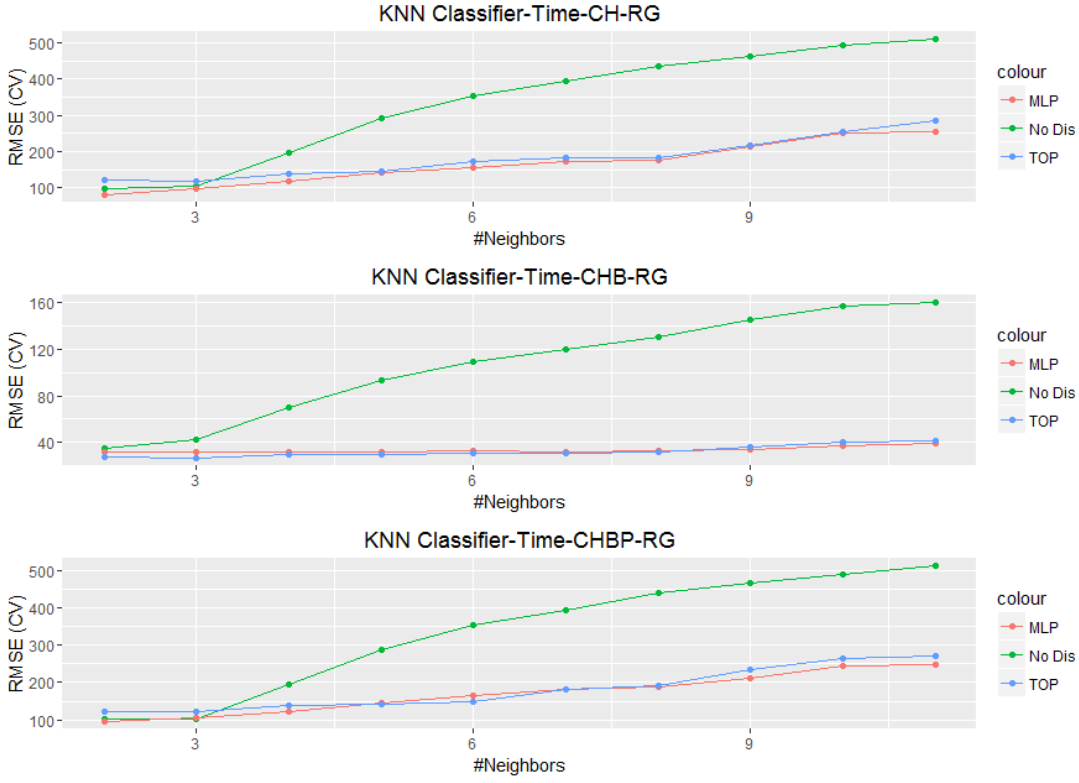 KNN Classifier-Time-CH-RG
500
400
300
200
100
RMSE (CV)
3
6
9
#Neighbors
colour
MLP
No Dis
TOP
KNN Classifier-Time-CHB-RG
160
120
80
40
RMSE (CV)
3
6
9
#Neighbors
colour
MLP
No Dis
TOP
KNN Classifier-Time-CHBP-RG
500
400
300
200
100
RMSE (CV)
3
6
9
#Neighbors
colour
MLP
No Dis
TOP